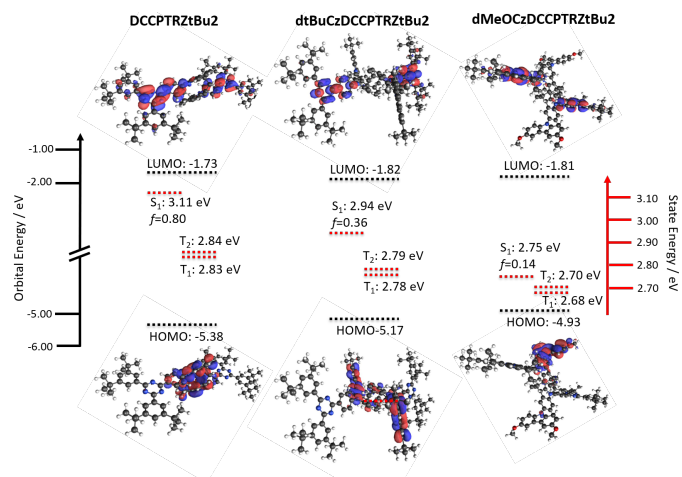 DCCPTRZtBu2
dtBuCzDCCPTRZtBu2
dMeOCzDCCPTRZtBu2
Orbital Energy / eV
-1.00
-2.00
-5.00
-6.00
LUMO: -1.73
S1: 3.11 eV
f=0.80
T2: 2.84 eV
T1: 2.83 eV
HOMO: -5.38
LUMO: -1.82
S1: 2.94 eV
f=0.36
T2: 2.79 eV
T1: 2.78 eV
HOMO-5.17
LUMO: -1.81
S1: 2.75 eV
f=0.14
T2: 2.70 eV
T1: 2.68 eV
HOMO: -4.93
3.10
3.00
2.90
2.80
2.70
State Energy / eV